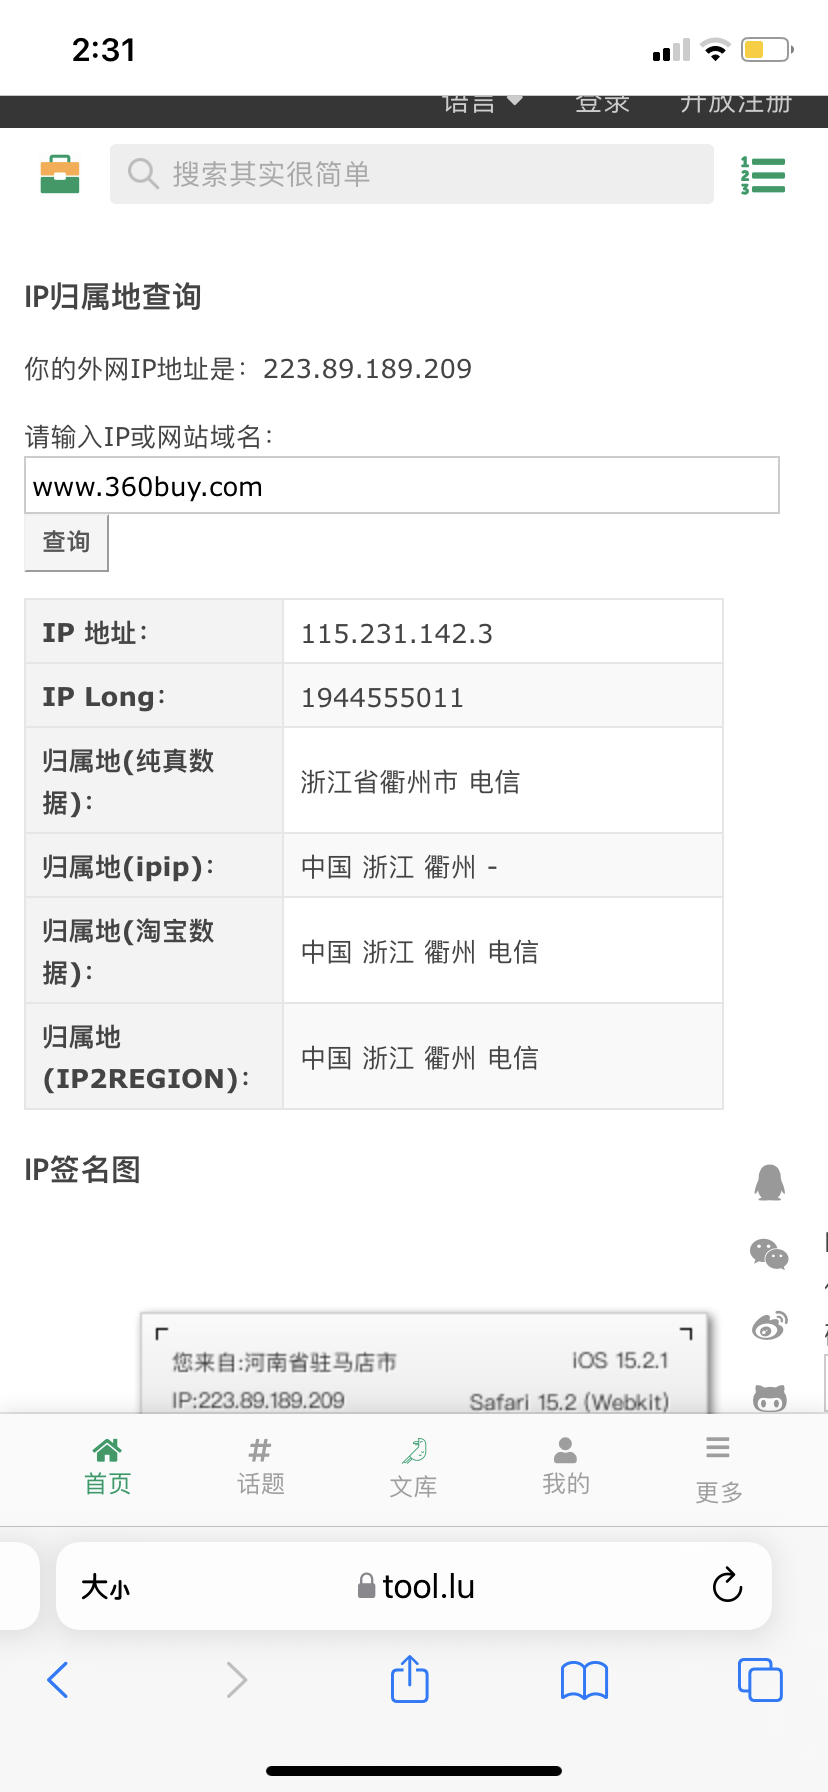 2:31
语言 登录 开放注册
搜索其实很简单
IP归属地查询
你的外网IP地址是：223.89.189.209
请输入IP或网站域名：
www.360buy.com
查询
IP 地址： 115.231.142.3
IP Long： 1944555011
归属地(纯真数
据)： 浙江省衢州市 电信
归属地(ipip)： 中国 浙江 衢州 -
归属地(淘宝数
据)： 中国 浙江 衢州 电信
归属地
(IP2REGION)： 中国 浙江 衢州 电信
IP签名图
您来自:河南省驻马店市 iOS 15.2.1
IP:223.89.189.209 Safari 15.2 (Webkit)
首页 话题 文库 我的 更多
大小 tool.lu